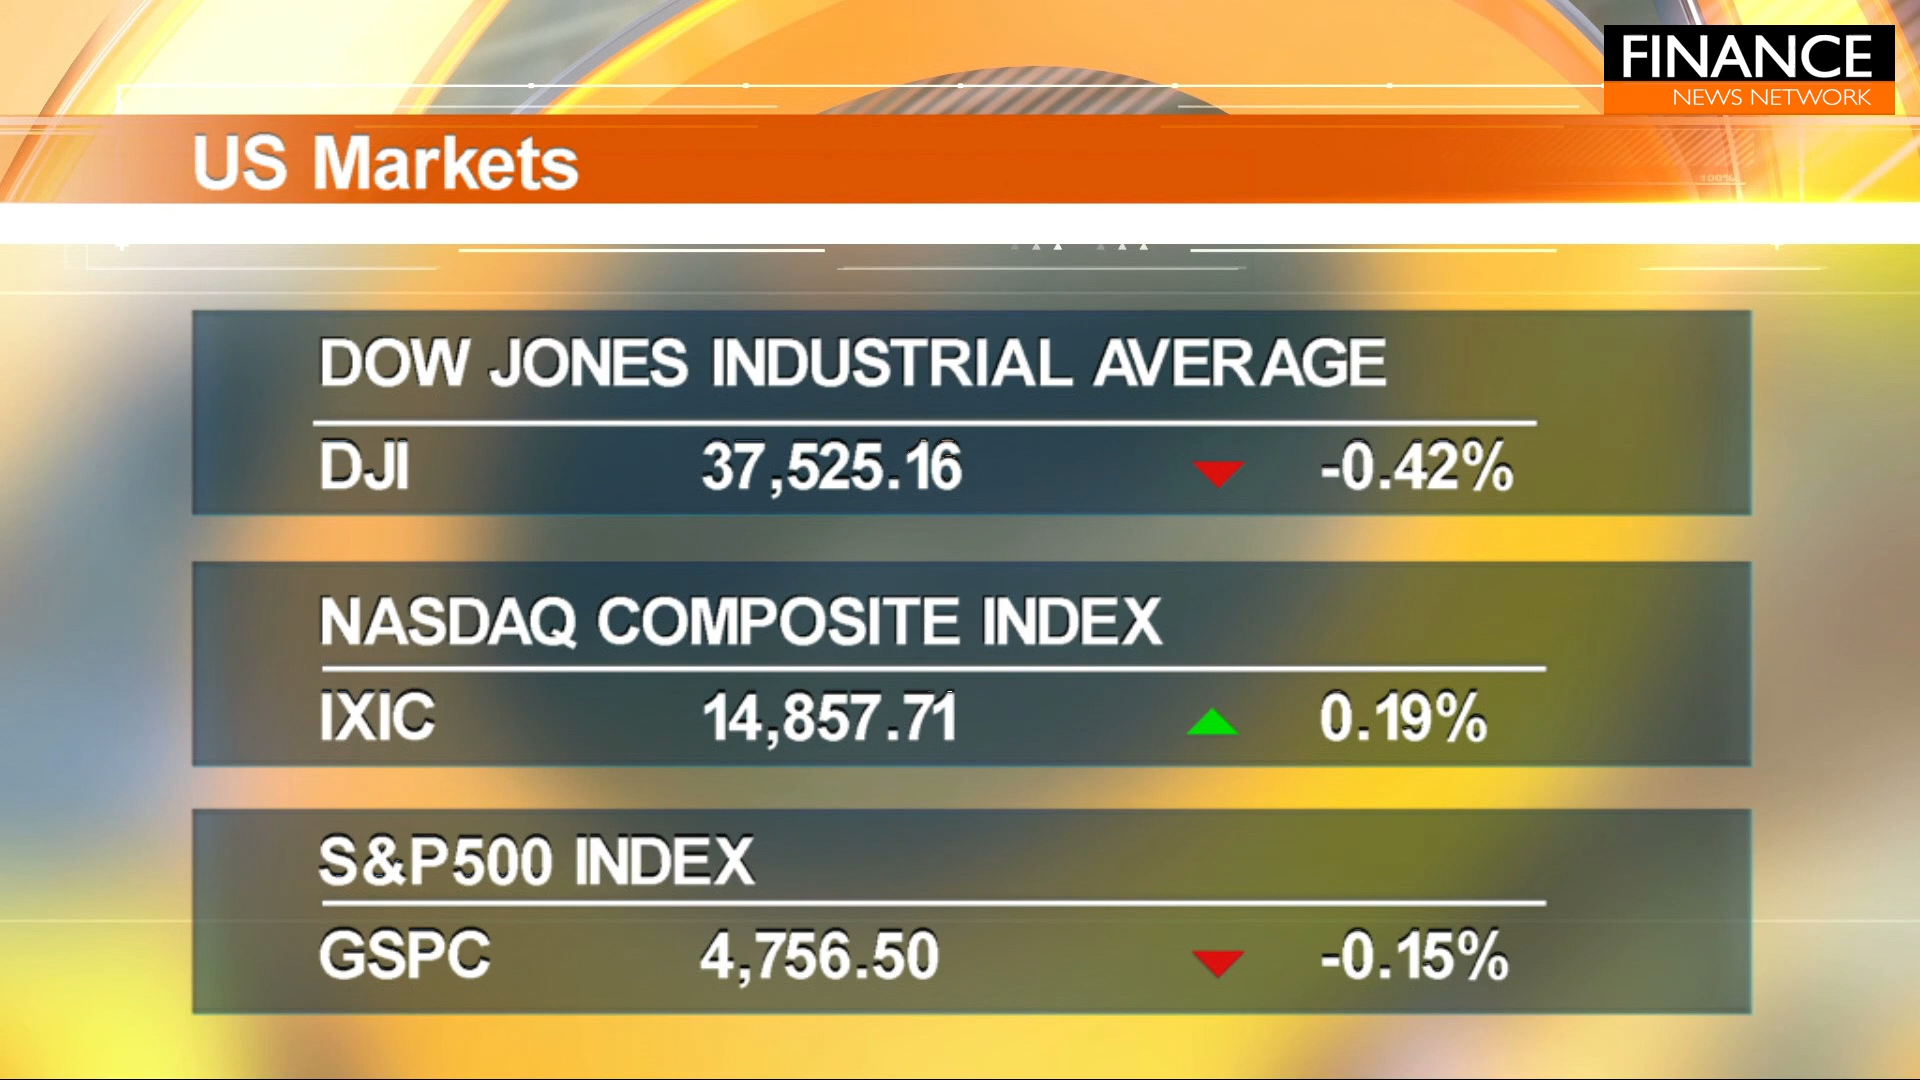 FINANCE
NEWS NETWORK
US Markets
100%
DOW JONES INDUSTRIAL AVERAGE
DJI 37,525.16 -0.42%
NASDAQ COMPOSITE INDEX
IXIC 14,857.71 0.19%
S&P500 INDEX
GSPC 4,756.50 -0.15%